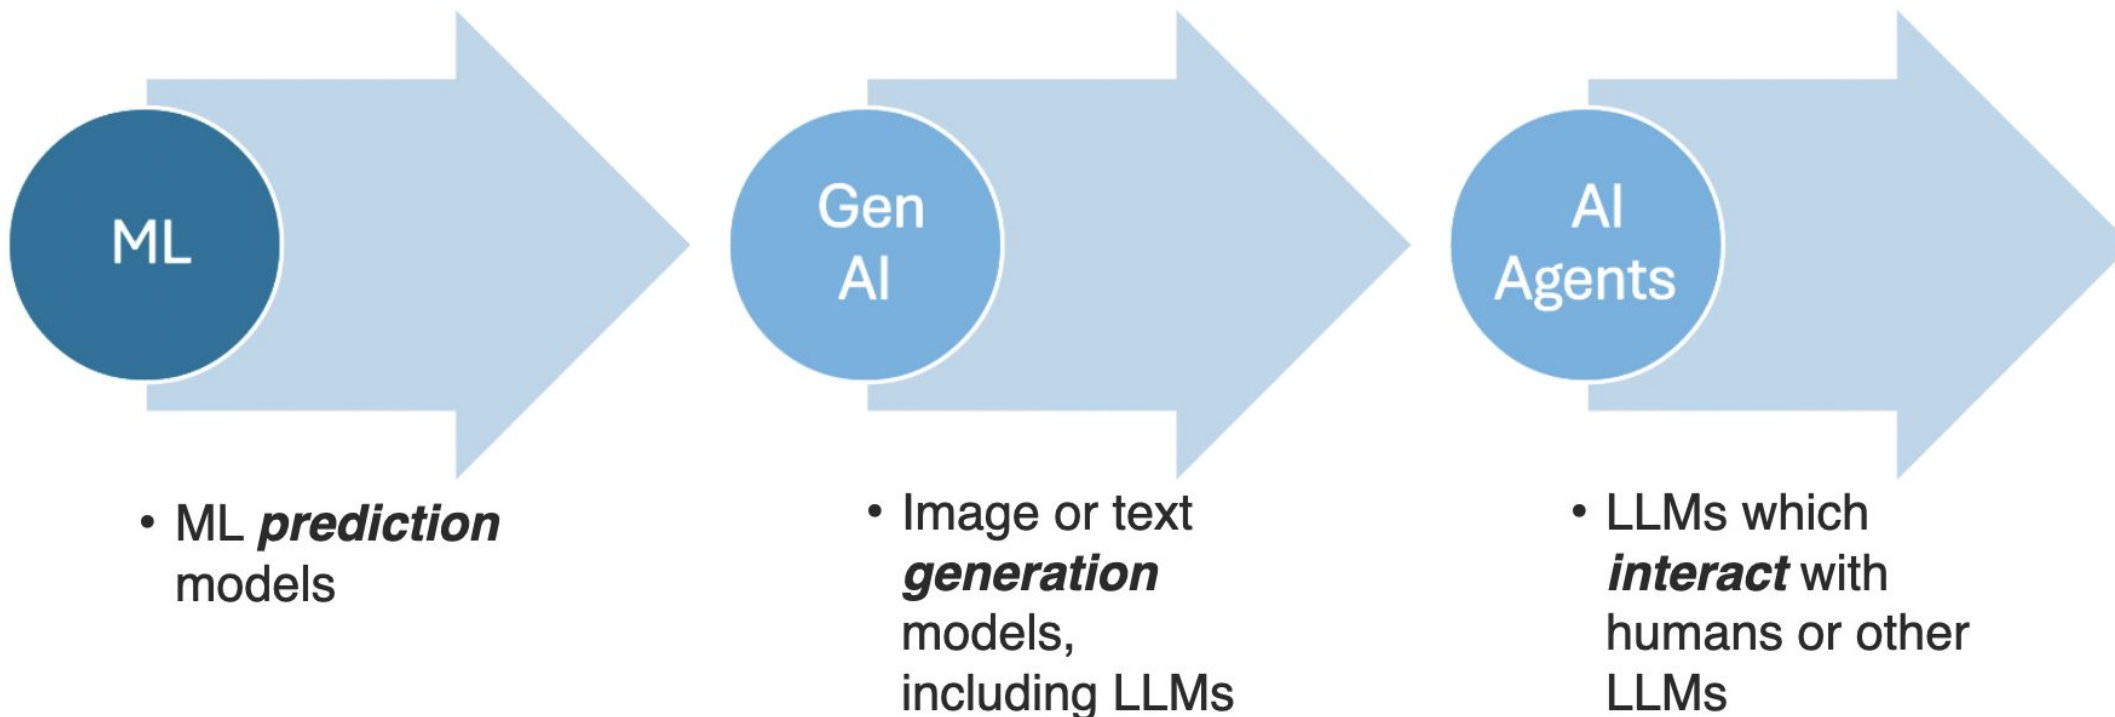 ML
Gen
AI
AI
Agents
• ML prediction
models
• Image or text
generation
models,
including LLMs
• LLMs which
interact with
humans or other
LLMs